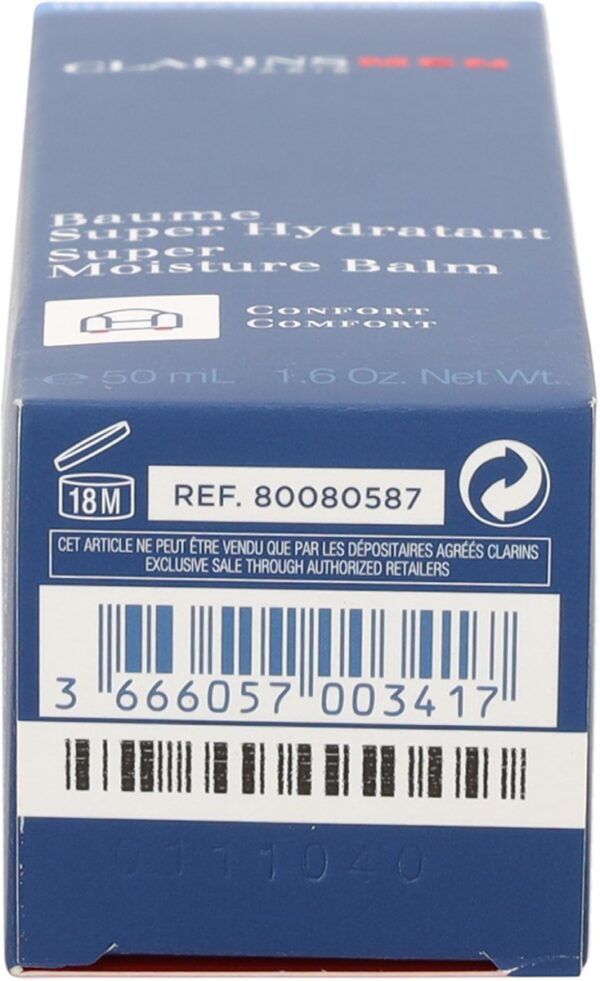 CLARINS MEN
PARIS
Baume
Super Hydratant
Super
Moisture Balm
CONFORT
COMFORT
e 50 mL 1.6 Oz. Net Wt.
18 M
REF. 80080587
CET ARTICLE NE PEUT ÊTRE VENDU QUE PAR LES DÉPOSITAIRES AGRÉÉS CLARINS
EXCLUSIVE SALE THROUGH AUTHORIZED RETAILERS
3 666057 003417
0111040